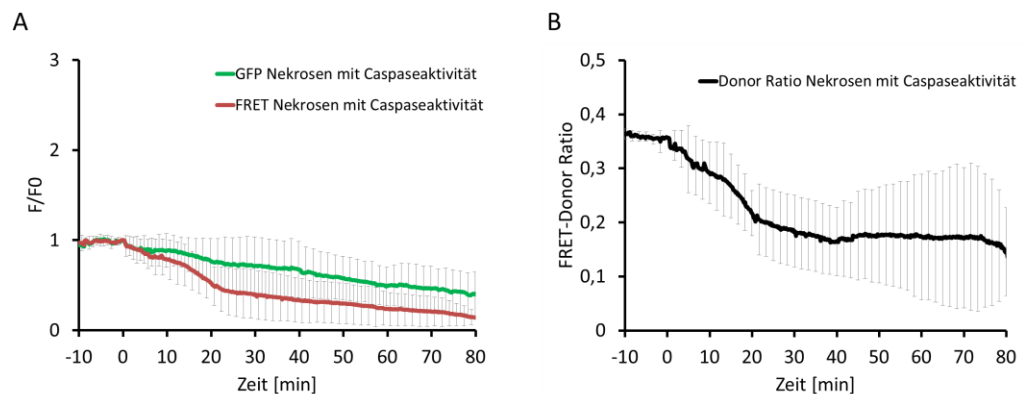 A
3
2
1
0
F/F0
GFP Nekrosen mit Caspaseaktivität
FRET Nekrosen mit Caspaseaktivität
-10 0 10 20 30 40 50 60 70 80
Zeit [min]
B
0,5
0,4
0,3
0,2
0,1
0
FRET-Donor Ratio
Donor Ratio Nekrosen mit Caspaseaktivität
-10 0 10 20 30 40 50 60 70 80
Zeit [min]